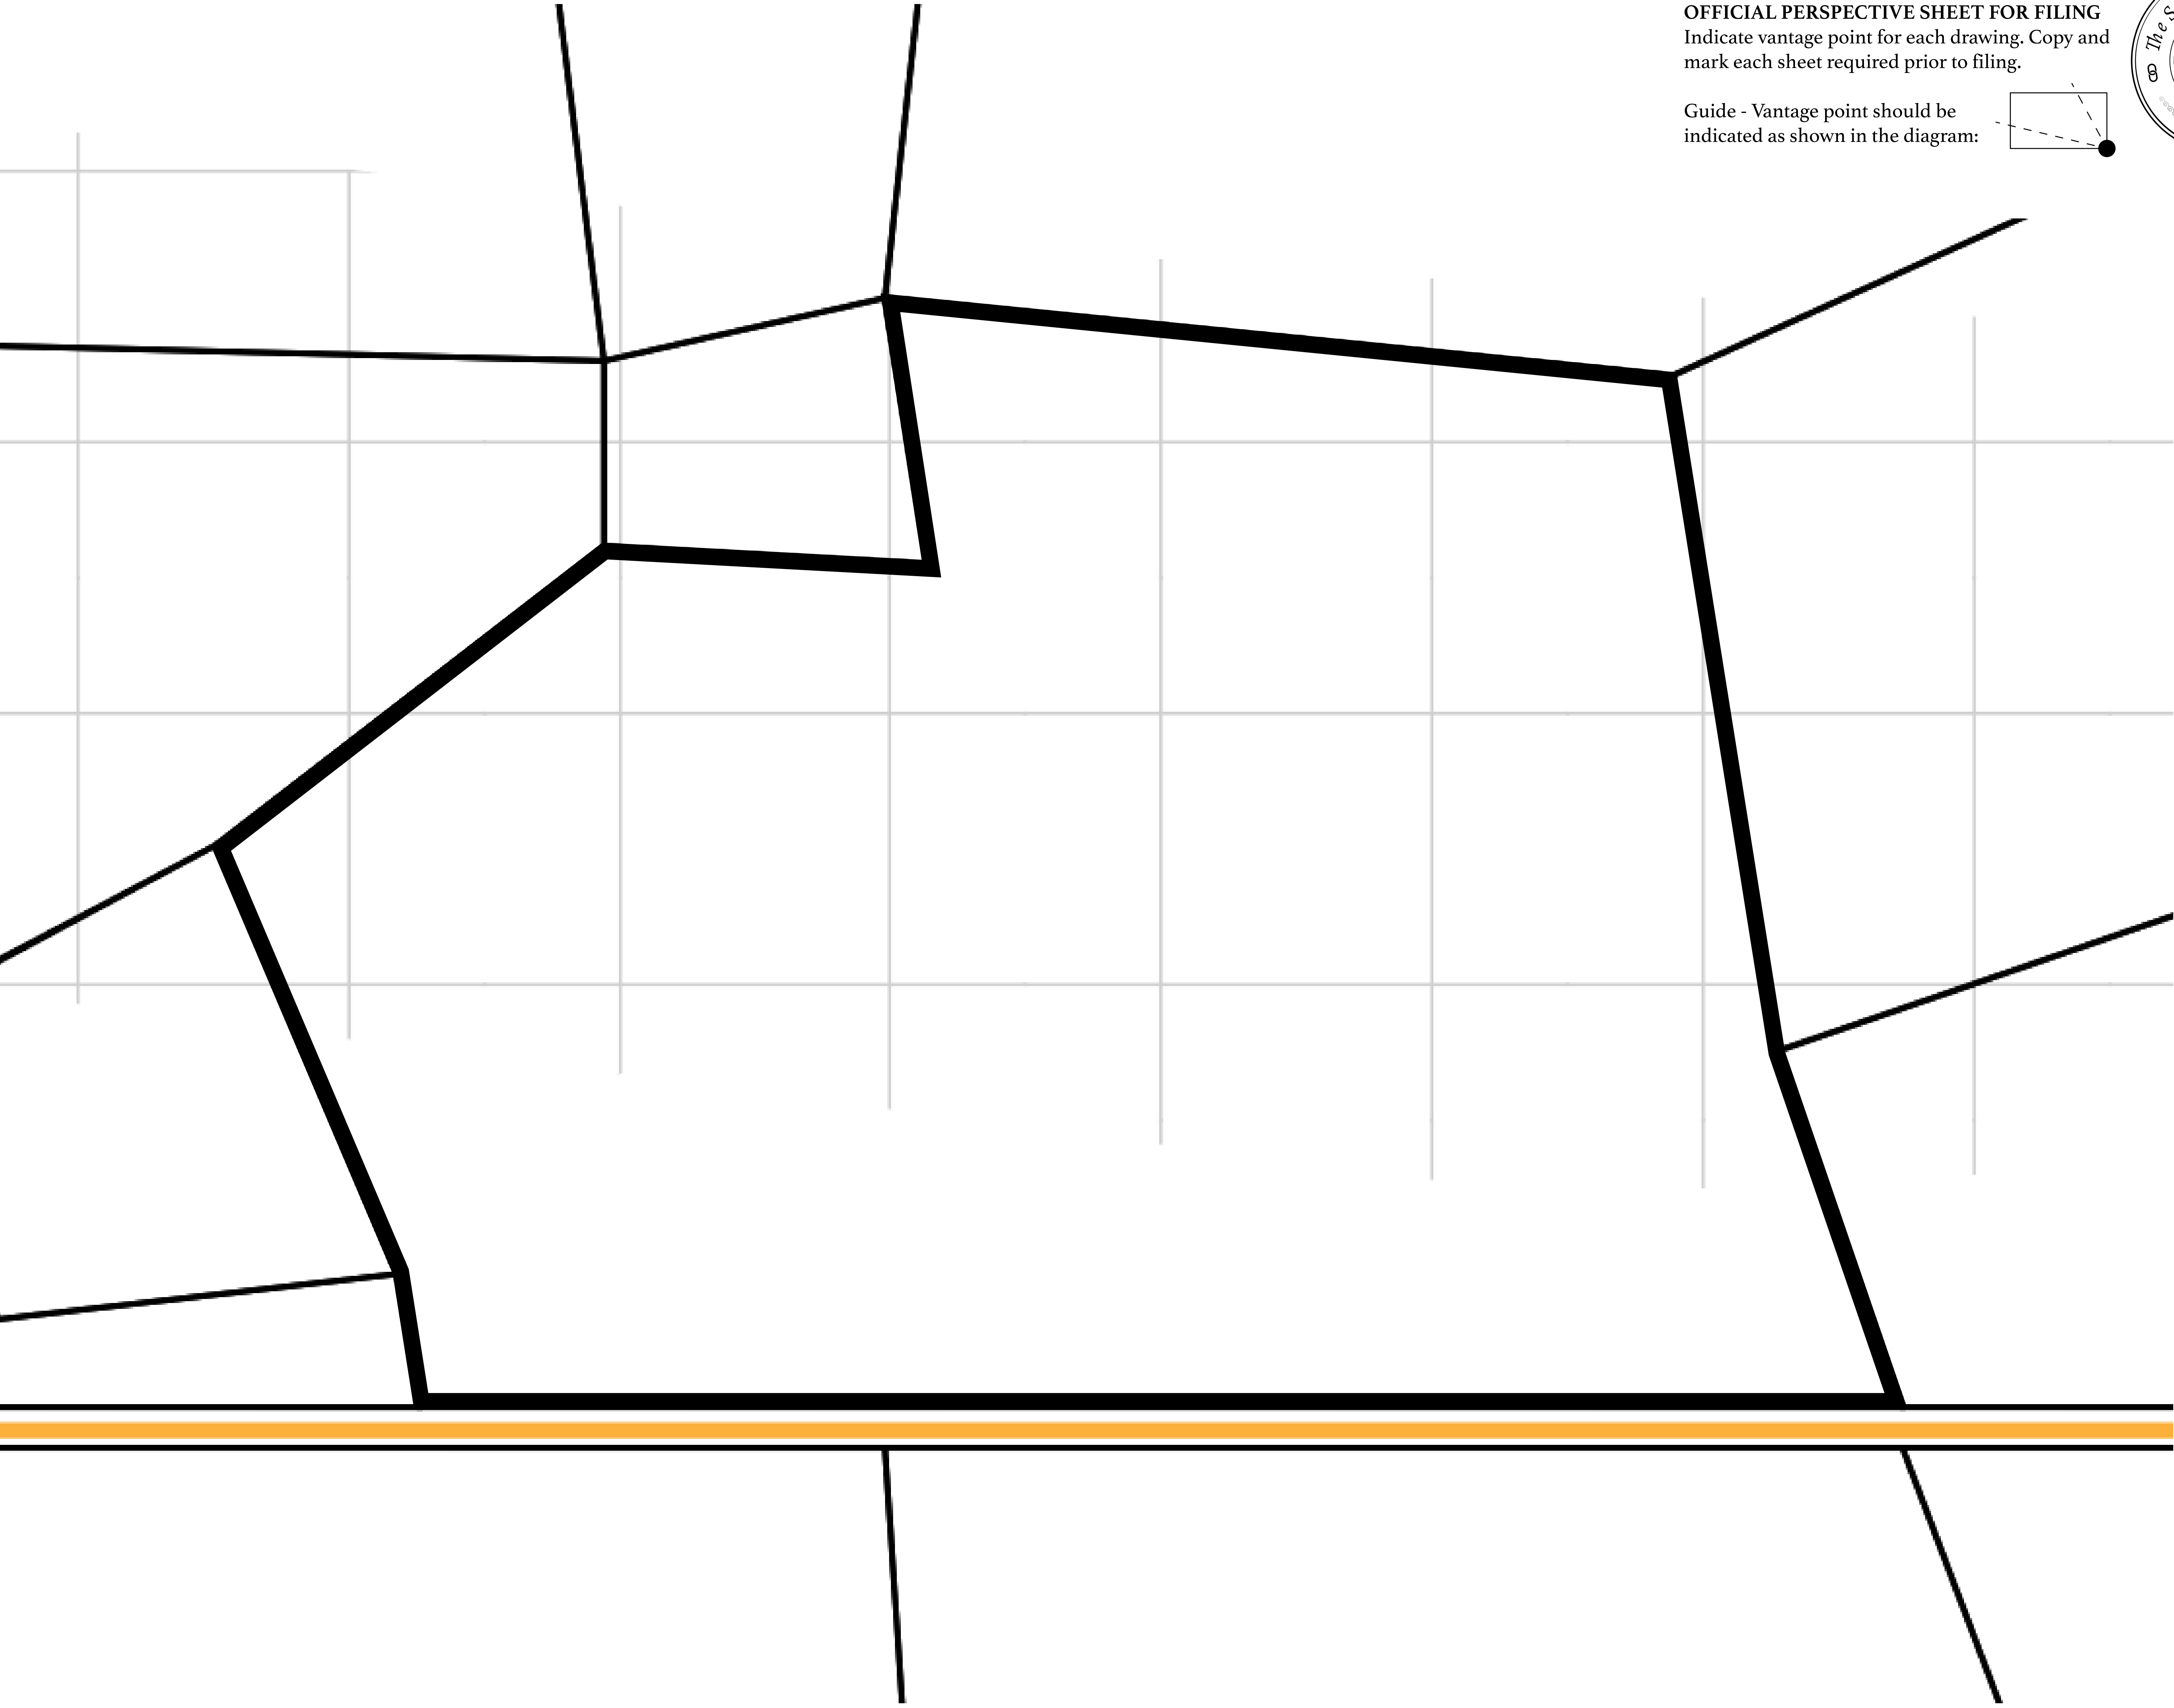 OFFICIAL PERSPECTIVE SHEET FOR FILING
Indicate vantage point for each drawing. Copy and
mark each sheet required prior to filing.
Guide - Vantage point should be
indicated as shown in the diagram:
The